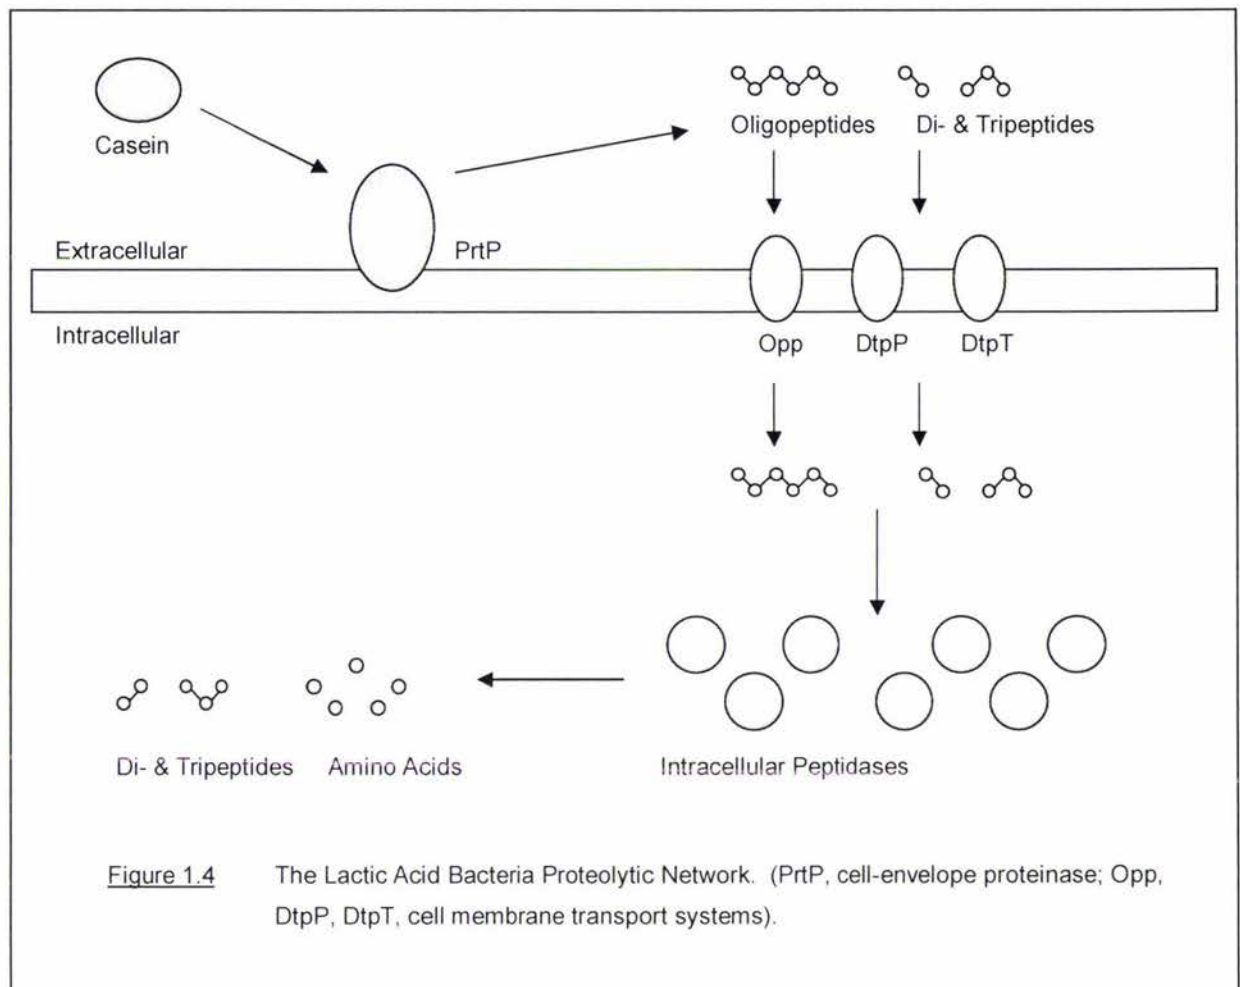 Casein
Oligopeptides
Di- & Tripeptides
Extracellular
PrtP
Intracellular
Opp
DtpP
DtpT
Di- & Tripeptides
Amino Acids
Intracellular Peptidases
Figure 1.4 The Lactic Acid Bacteria Proteolytic Network. (PrtP, cell-envelope proteinase; Opp,
DtpP, DtpT, cell membrane transport systems).